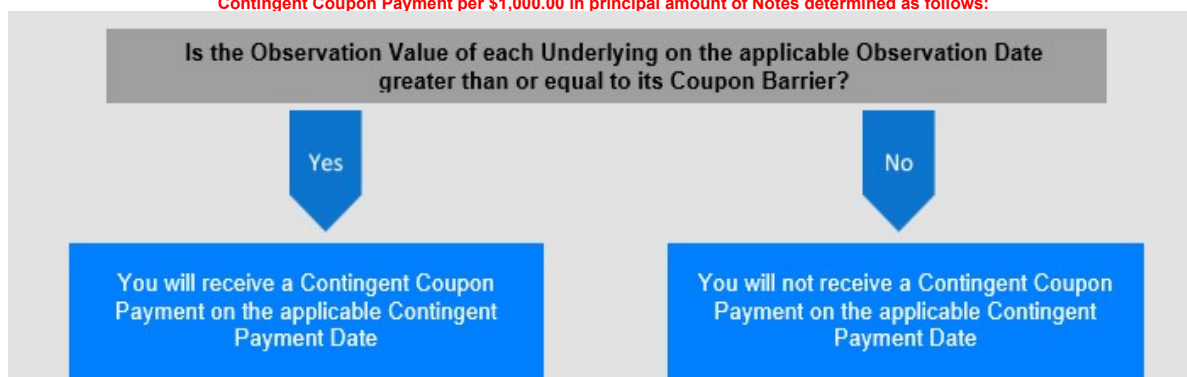 Contingent Coupon Payment per $1,000.00 in principal amount of Notes determined as follows:
Is the Observation Value of each Underlying on the applicable Observation Date
greater than or equal to its Coupon Barrier?
Yes
No
You will receive a Contingent Coupon
Payment on the applicable Contingent
Payment Date
You will not receive a Contingent Coupon
Payment on the applicable Contingent
Payment Date